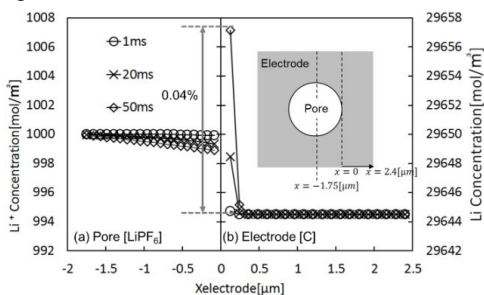 1008
1006
1004
1002
1000
998
996
994
992
Li⁺ Concentration[mol/m³]
1ms
20ms
50ms
0.04%
Electrode
Pore
x = 0
x = 2.4[μm]
x = −1.75[μm]
(a) Pore [LiPF₆]
(b) Electrode [C]
29658
29656
29654
29652
29650
29648
29646
29644
29642
Li Concentration[mol/m³]
-2 -1.5 -1 -0.5 0 0.5 1 1.5 2 2.5
Xelectrode[μm]